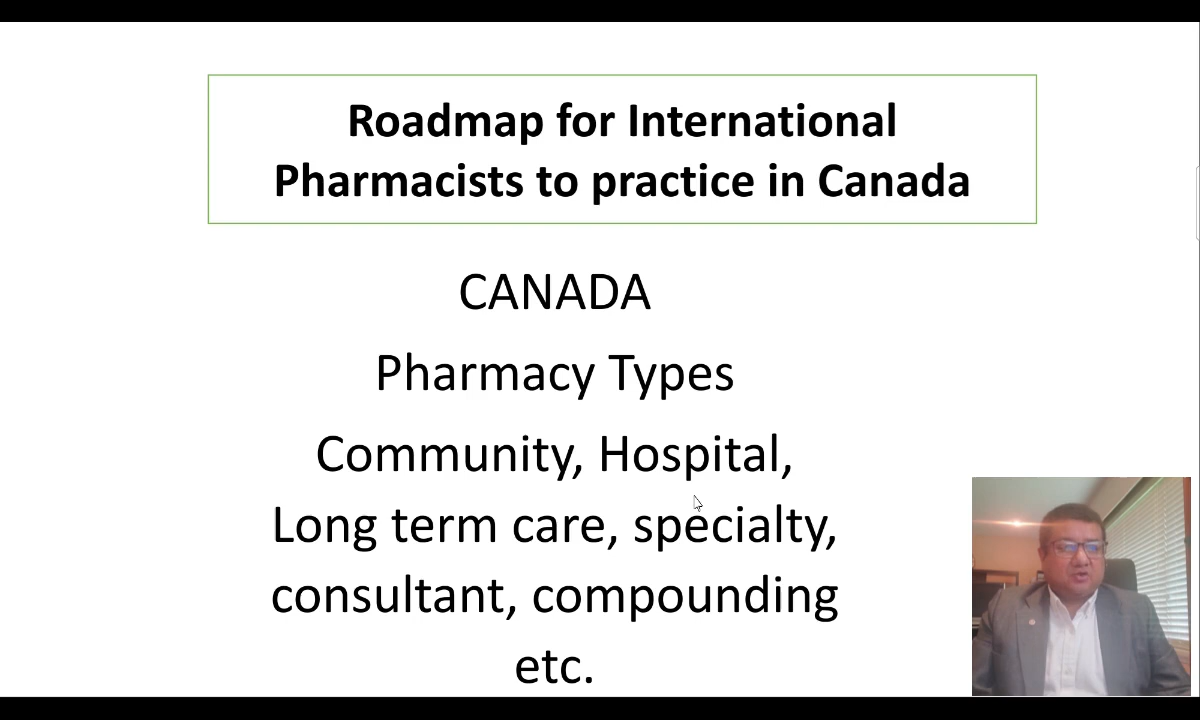 Roadmap for International
Pharmacists to practice in Canada
CANADA
Pharmacy Types
Community, Hospital,
Long term care, specialty,
consultant, compounding
etc.